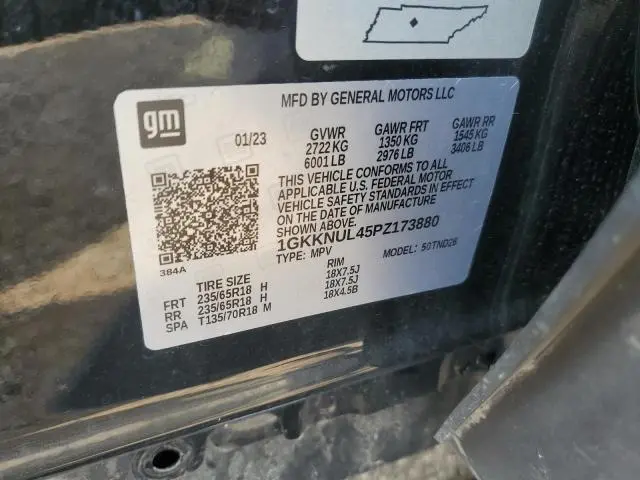 gm
MFD BY GENERAL MOTORS LLC
01/23 GVWR GAWR FRT GAWR RR
2722 KG 1350 KG 1545 KG
6001 LB 2976 LB 3406 LB
THIS VEHICLE CONFORMS TO ALL
APPLICABLE U.S. FEDERAL MOTOR
VEHICLE SAFETY STANDARDS IN EFFECT
ON THE DATE OF MANUFACTURE
SHOWN ABOVE.
1GKKNUL45PZ173880
TYPE: MPV MODEL: 50TND26
384A
TIRE SIZE RIM
FRT 235/65R18 H 18X7.5J
RR 235/65R18 H 18X7.5J
SPA T135/70R18 M 18X4.5B